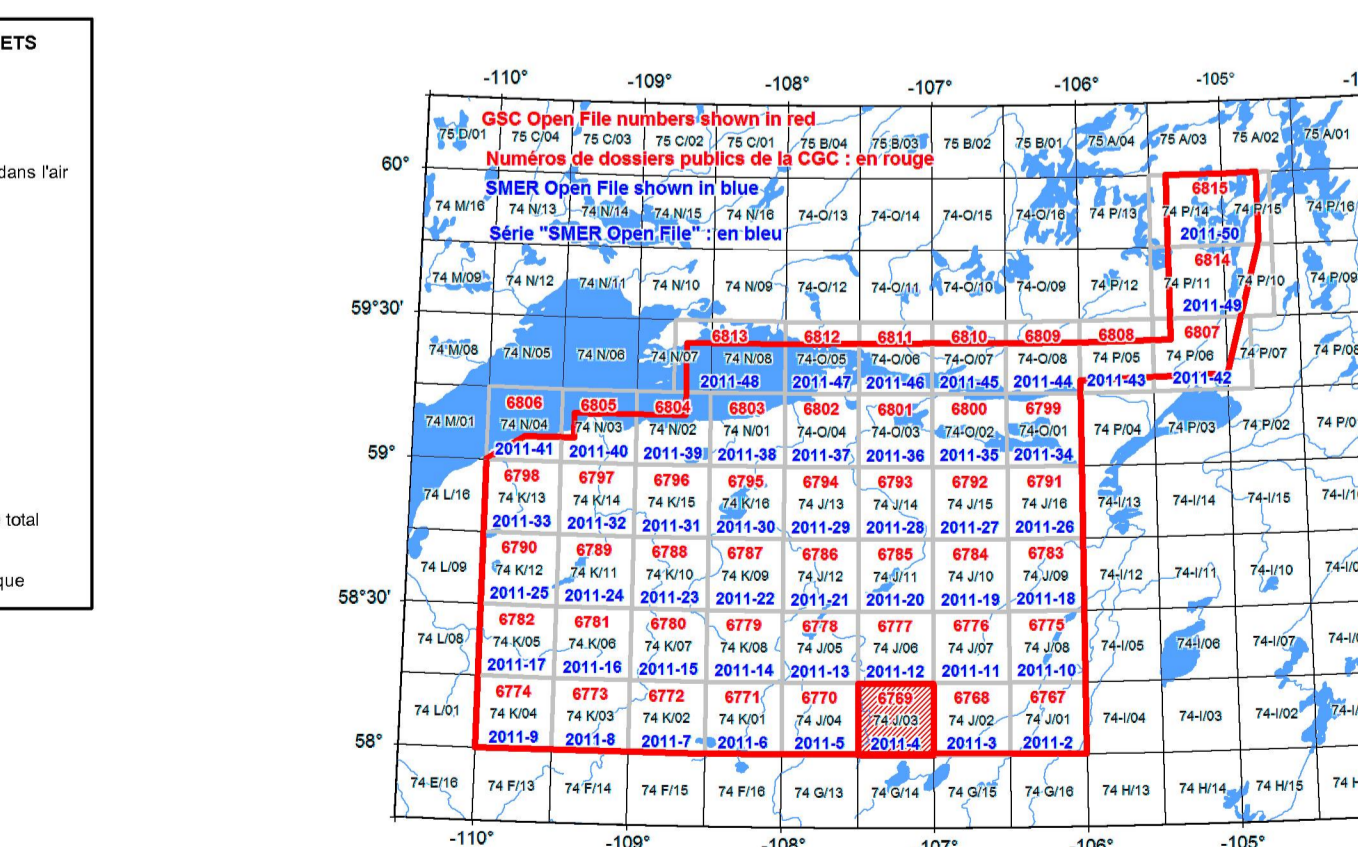 ETS
dans l'air
total
que
-110° -109° -108° -107° -106° -105°
GSC Open File numbers shown in red
75 D/01 75 C/04 75 C/03 75 C/02 75 C/01 75 B/04 75 B/03 75 B/02 75 B/01 75 A/04 75 A/03 75 A/02 75 A/01
Numéros de dossiers publics de la CGC : en rouge
60°
SMER Open File shown in blue
6815
74 M/16 74 N/13 74 N/14 74 N/15 74 N/16 74-O/13 74-O/14 74-O/15 74-O/16 74 P/13 74 P/14 74 P/15 74 P/16
Série "SMER Open File" : en bleu
2011-50
6814
74 M/09 74 N/12 74 N/11 74 N/10 74 N/09 74-O/12 74-O/11 74-O/10 74-O/09 74 P/12 74 P/11 74 P/10 74 P/09
2011-49
59°30'
6813 6812 6811 6810 6809 6808 6807
74 M/08 74 N/05 74 N/06 74 N/07 74 N/08 74-O/05 74-O/06 74-O/07 74-O/08 74 P/05 74 P/06 74 P/07 74 P/08
2011-48 2011-47 2011-46 2011-45 2011-44 2011-43 2011-42
6806 6805 6804 6803 6802 6801 6800 6799
74 M/01 74 N/04 74 N/03 74 N/02 74 N/01 74-O/04 74-O/03 74-O/02 74-O/01 74 P/04 74 P/03 74 P/02 74 P/0
2011-41 2011-40 2011-39 2011-38 2011-37 2011-36 2011-35 2011-34
59°
6798 6797 6796 6795 6794 6793 6792 6791
74 L/16 74 K/13 74 K/14 74 K/15 74 K/16 74 J/13 74 J/14 74 J/15 74 J/16 74-I/13 74-I/14 74-I/15 74-I/1
2011-33 2011-32 2011-31 2011-30 2011-29 2011-28 2011-27 2011-26
6790 6789 6788 6787 6786 6785 6784 6783
74 L/09 74 K/12 74 K/11 74 K/10 74 K/09 74 J/12 74 J/11 74 J/10 74 J/09 74-I/12 74-I/11 74-I/10 74-I/0
2011-25 2011-24 2011-23 2011-22 2011-21 2011-20 2011-19 2011-18
58°30'
6782 6781 6780 6779 6778 6777 6776 6775
74 L/08 74 K/05 74 K/06 74 K/07 74 K/08 74 J/05 74 J/06 74 J/07 74 J/08 74-I/05 74-I/06 74-I/07 74-I/0
2011-17 2011-16 2011-15 2011-14 2011-13 2011-12 2011-11 2011-10
6774 6773 6772 6771 6770 6769 6768 6767
74 L/01 74 K/04 74 K/03 74 K/02 74 K/01 74 J/04 74 J/03 74 J/02 74 J/01 74-I/04 74-I/03 74-I/02 74-I/
2011-9 2011-8 2011-7 2011-6 2011-5 2011-4 2011-3 2011-2
58°
74 E/16 74 F/13 74 F/14 74 F/15 74 F/16 74 G/13 74 G/14 74 G/15 74 G/16 74 H/13 74 H/14 74 H/15 74 H
-110° -109° -108° -107° -106° -105°